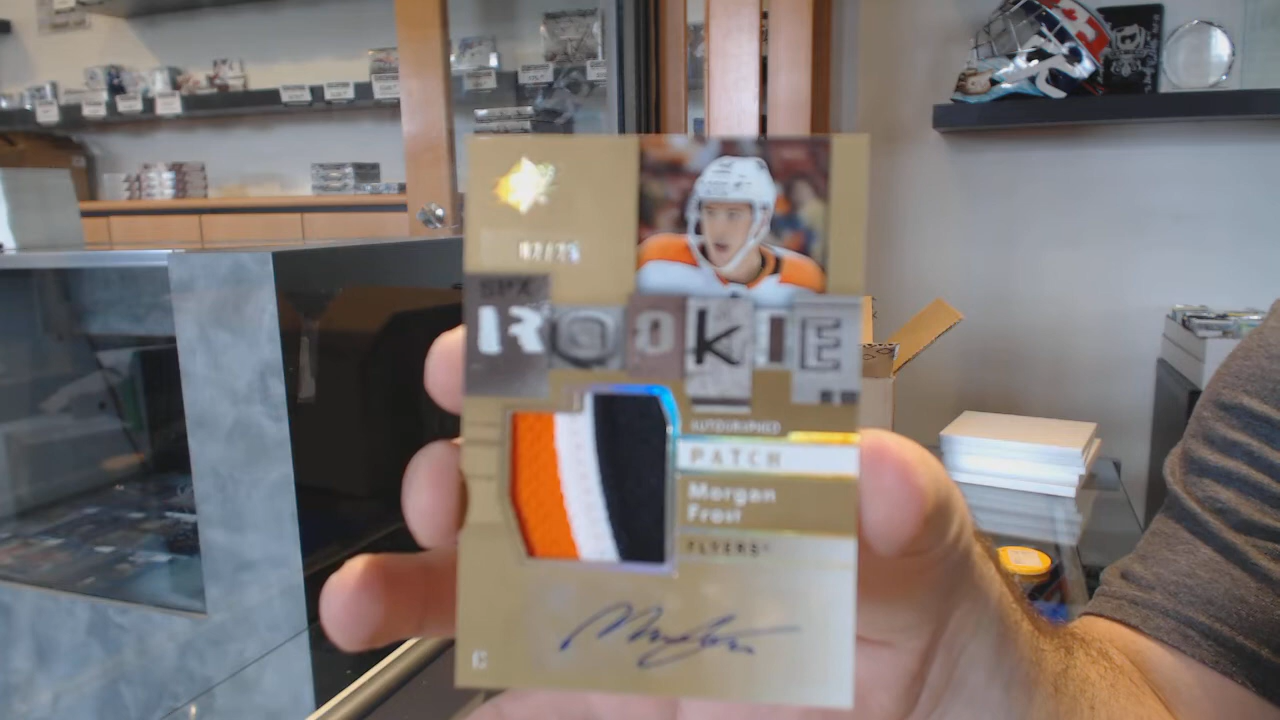 SPX
ROOKIE
AUTOGRAPHED
PATCH
Morgan
Frost
FLYERS
C